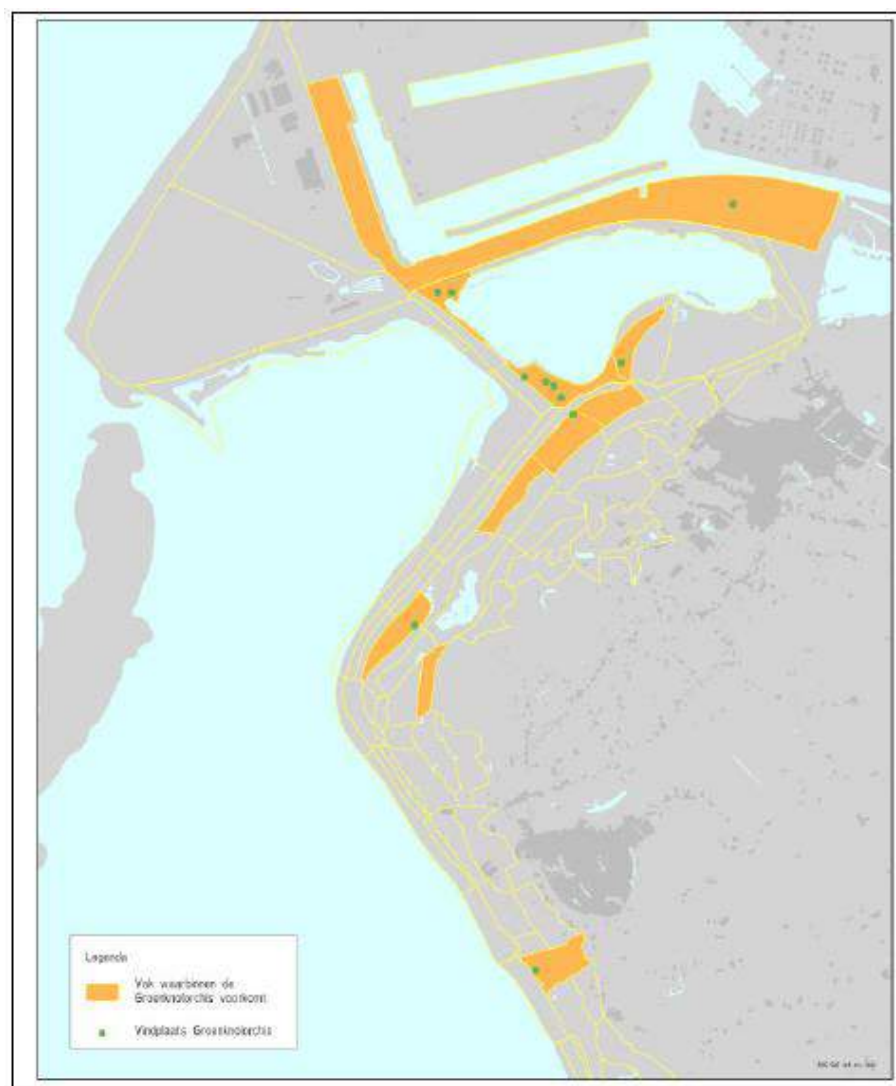 Legenda
Vak waarbinnen de
Groenknolorchis voorkomt
Vindplaats Groenknolorchis